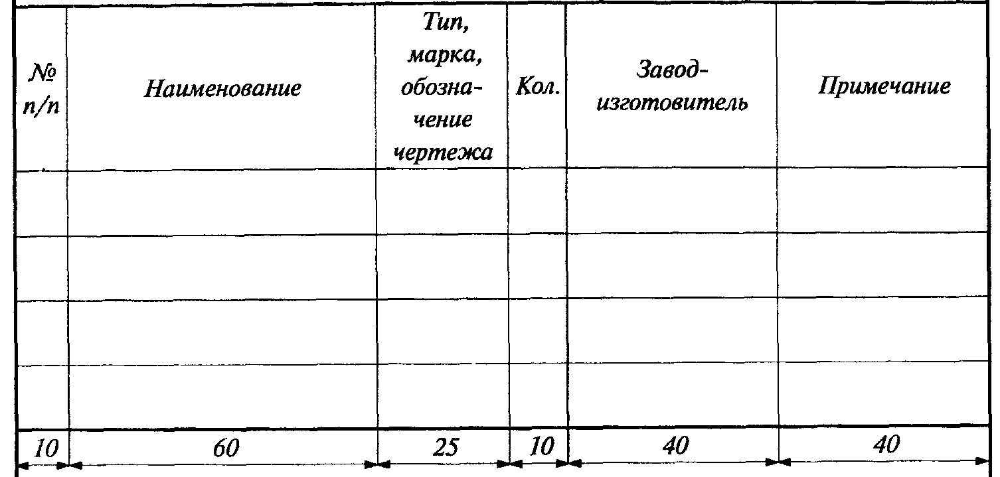 №
п/п
Наименование
Тип,
марка,
обозна-
чение
чертежа
Кол.
Завод-
изготовитель
Примечание
10
60
25
10
40
40